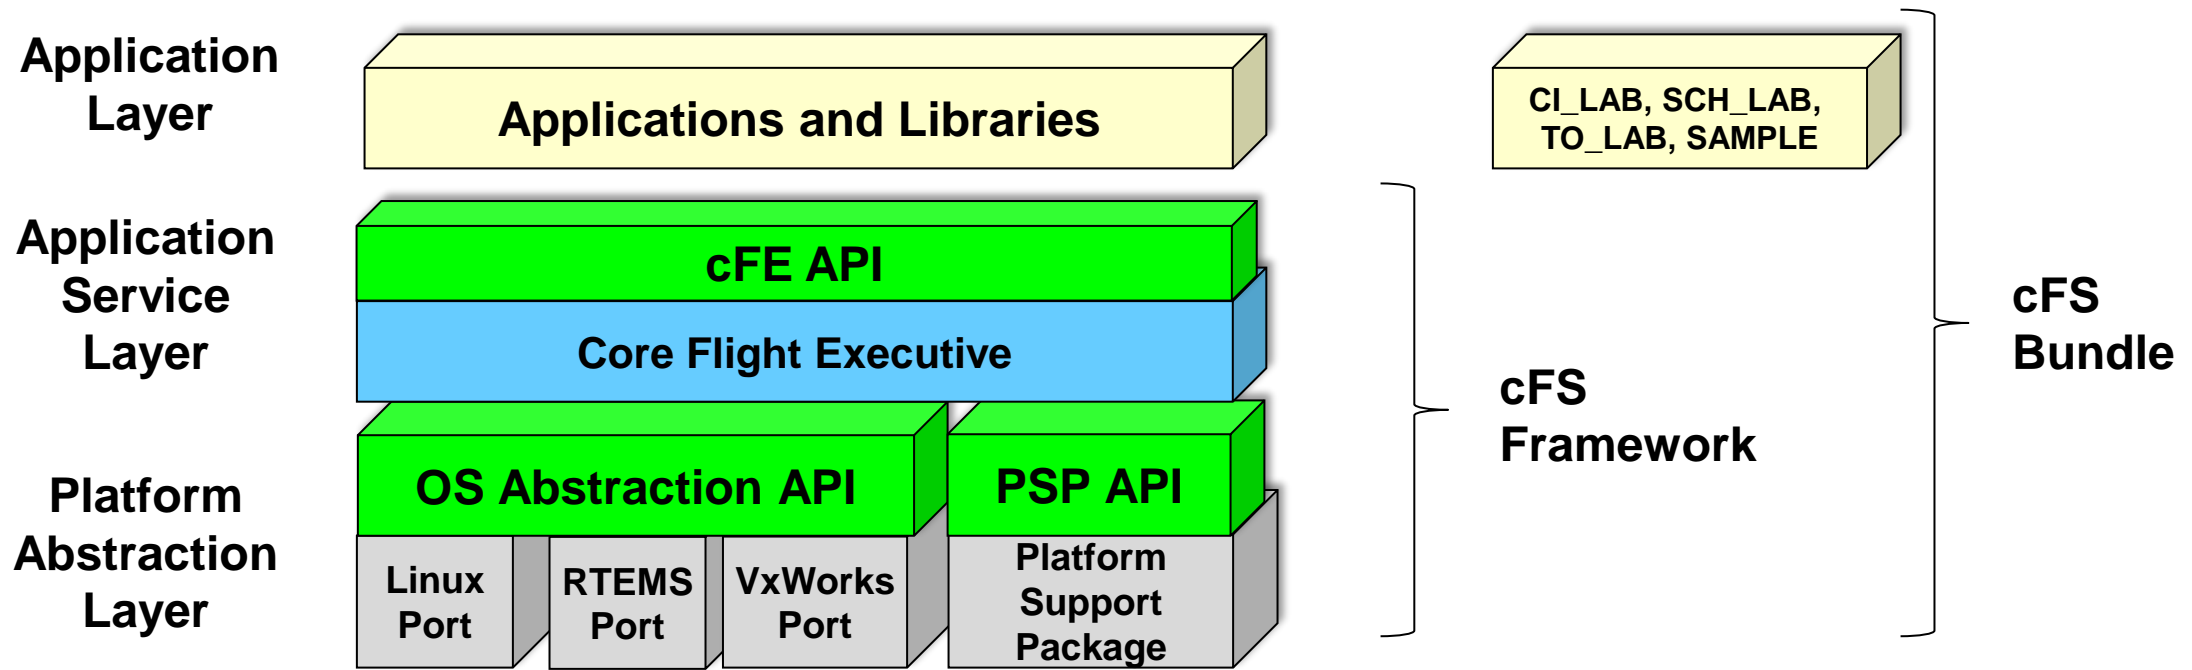 Application
Layer
Applications and Libraries
CI_LAB, SCH_LAB,
TO_LAB, SAMPLE
Application
Service
Layer
cFE API
Core Flight Executive
cFS
Framework
cFS
Bundle
Platform
Abstraction
Layer
OS Abstraction API
PSP API
Linux
Port
RTEMS
Port
VxWorks
Port
Platform
Support
Package